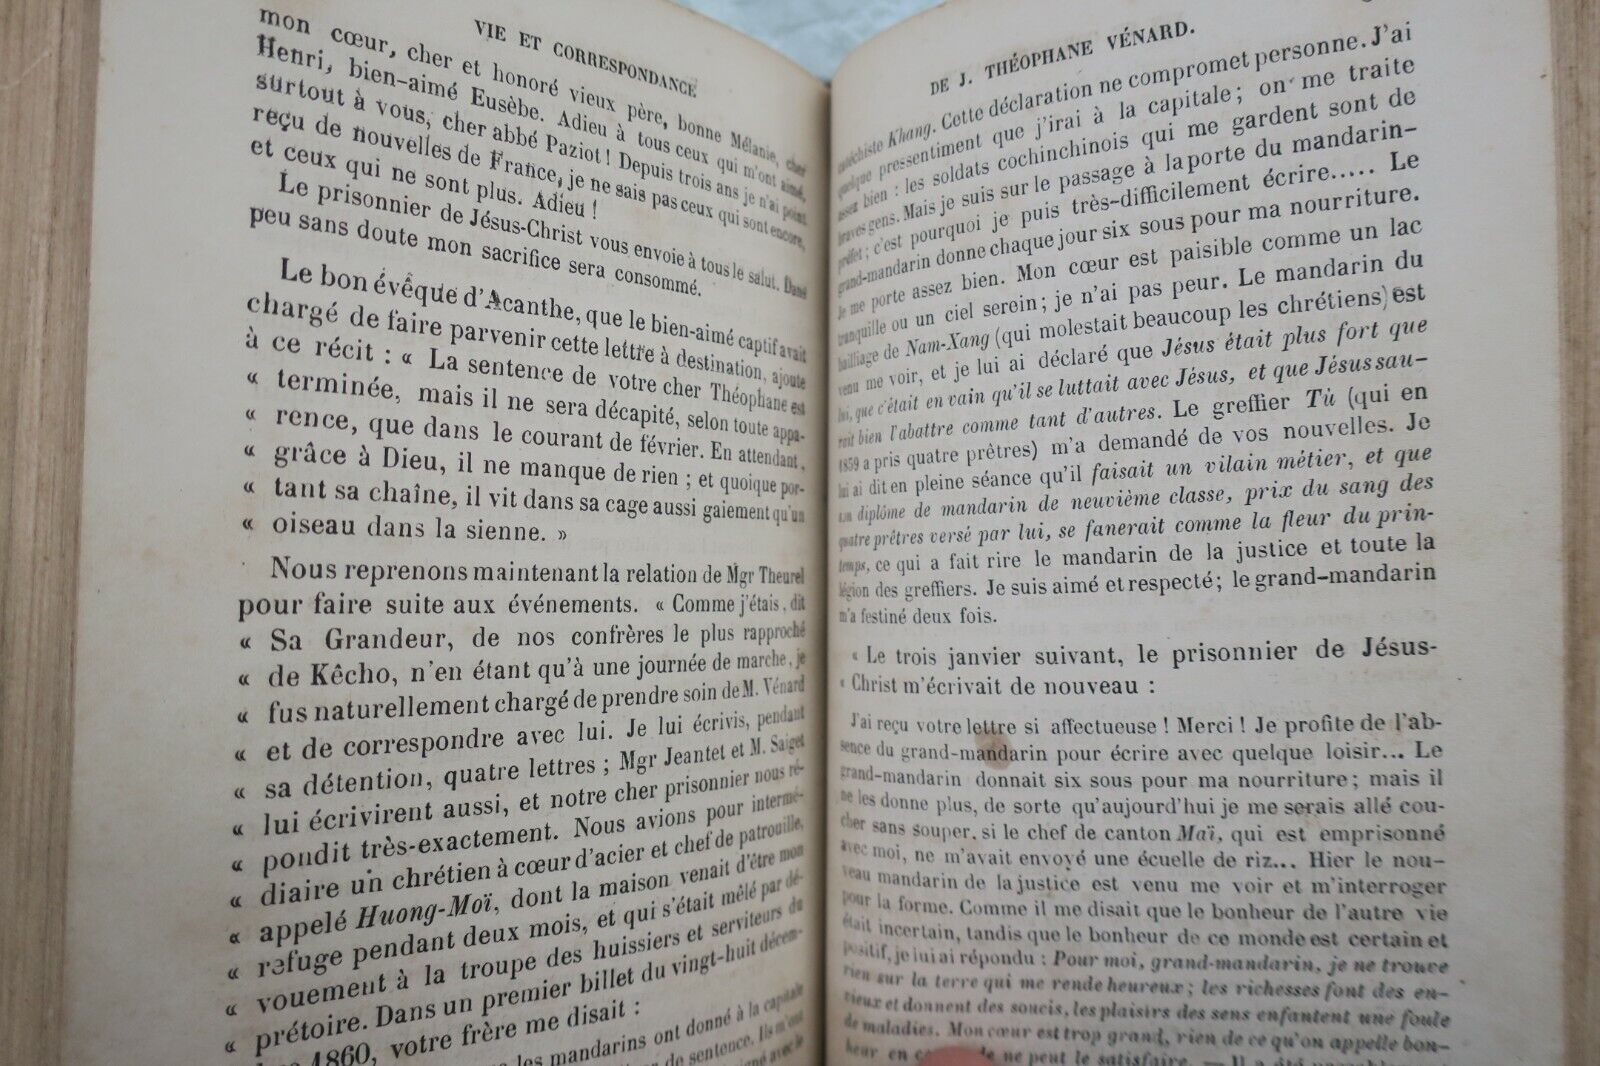 VIE ET CORRESPONDANCE
mon cœur, cher et honoré vieux père, bonne Mélanie, cher
Henri, bien-aimé Eusèbe. Adieu à tous ceux qui m'ont aimé,
surtout à vous, cher abbé Paziot! Depuis trois ans je n'ai point
reçu de nouvelles de France, je ne sais pas ceux qui sont encore,
et ceux qui ne sont plus. Adieu!
Le prisonnier de Jésus-Christ vous envoie à tous le salut. Dans
peu sans doute mon sacrifice sera consommé.
Le bon évêque d'Acanthe, que le bien-aimé captif avait
chargé de faire parvenir cette lettre à destination, ajoute
à ce récit : « La sentence de votre cher Théophane est
« terminée, mais il ne sera décapité, selon toute appa-
« rence, que dans le courant de février. En attendant,
« grâce à Dieu, il ne manque de rien ; et quoique por-
« tant sa chaîne, il vit dans sa cage aussi gaiement qu'un
« oiseau dans la sienne. »
Nous reprenons maintenant la relation de Mgr Theurel
pour faire suite aux événements. « Comme j'étais, dit
« Sa Grandeur, de nos confrères le plus rapproché
« de Kêcho, n'en étant qu'à une journée de marche, je
« fus naturellement chargé de prendre soin de M. Vénard
« et de correspondre avec lui. Je lui écrivis, pendant
« sa détention, quatre lettres ; Mgr Jeantet et M. Saiget
« lui écrivirent aussi, et notre cher prisonnier nous ré-
« pondit très-exactement. Nous avions pour intermé-
« diaire un chrétien à cœur d'acier et chef de patrouille,
« appelé Huong-Moï, dont la maison venait d'être mon
« refuge pendant deux mois, et qui s'était mêlé par dé-
« vouement à la troupe des huissiers et serviteurs du
« prétoire. Dans un premier billet du vingt-huit décem-
1860, votre frère me disait :
les mandarins ont donné à la capitale
de sentence. Ils m'ont
avec le
DE J. THÉOPHANE VÉNARD.
catéchiste Khang. Cette déclaration ne compromet personne. J'ai
quelque pressentiment que j'irai à la capitale; on me traite
assez bien : les soldats cochinchinois qui me gardent sont de
braves gens. Mais je suis sur le passage à la porte du mandarin-
préfet; c'est pourquoi je puis très-difficilement écrire..... Le
grand-mandarin donne chaque jour six sous pour ma nourriture.
Je me porte assez bien. Mon cœur est paisible comme un lac
tranquille ou un ciel serein; je n'ai pas peur. Le mandarin du
bailliage de Nam-Xang (qui molestait beaucoup les chrétiens) est
venu me voir, et je lui ai déclaré que Jésus était plus fort que
lui, que c'était en vain qu'il se luttait avec Jésus, et que Jésus sau-
rait bien l'abattre comme tant d'autres. Le greffier Tù (qui en
1859 a pris quatre prêtres) m'a demandé de vos nouvelles. Je
lui ai dit en pleine séance qu'il faisait un vilain métier, et que
son diplôme de mandarin de neuvième classe, prix du sang des
quatre prêtres versé par lui, se fanerait comme la fleur du prin-
temps, ce qui a fait rire le mandarin de la justice et toute la
légion des greffiers. Je suis aimé et respecté; le grand-mandarin
m'a festiné deux fois.
« Le trois janvier suivant, le prisonnier de Jésus-
« Christ m'écrivait de nouveau :
J'ai reçu votre lettre si affectueuse ! Merci ! Je profite de l'ab-
sence du grand-mandarin pour écrire avec quelque loisir... Le
grand-mandarin donnait six sous pour ma nourriture; mais il
ne les donne plus, de sorte qu'aujourd'hui je me serais allé cou-
cher sans souper, si le chef de canton Maï, qui est emprisonné
avec moi, ne m'avait envoyé une écuelle de riz... Hier le nou-
veau mandarin de la justice est venu me voir et m'interroger
pour la forme. Comme il me disait que le bonheur de l'autre vie
était incertain, tandis que le bonheur de ce monde est certain et
positif, je lui ai répondu : Pour moi, grand-mandarin, je ne trouve
rien sur la terre qui me rende heureux; les richesses font des en-
vieux et donnent des soucis, les plaisirs des sens enfantent une foule
de maladies. Mon cœur est trop grand, rien de ce qu'on appelle bon-
heur en ne peut le satisfaire. — Il a été